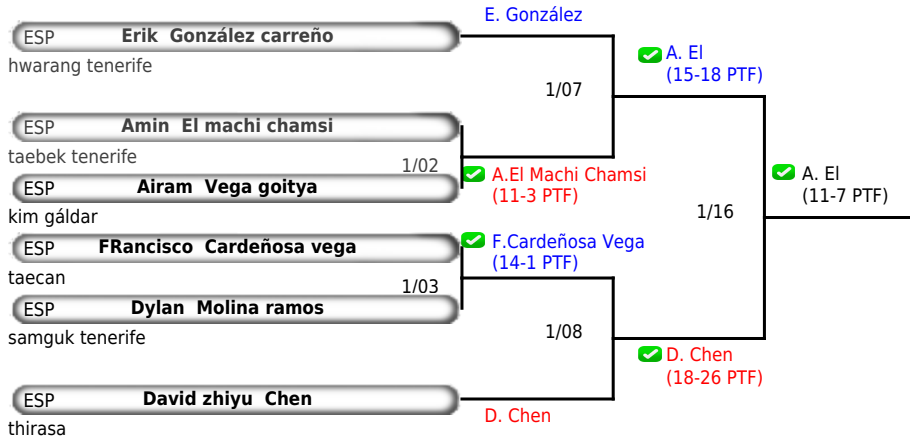 E. González
ESP Erik González carreño
hwarang tenerife
A. El
(15-18 PTF)
1/07
ESP Amin El machi chamsi
taebek tenerife
1/02
A.El Machi Chamsi
(11-3 PTF)
ESP Airam Vega goitya
kim gáldar
A. El
(11-7 PTF)
1/16
ESP FRancisco Cardeñosa vega
taecan
F.Cardeñosa Vega
(14-1 PTF)
1/03
ESP Dylan Molina ramos
samguk tenerife
1/08
D. Chen
(18-26 PTF)
ESP David zhiyu Chen
thirasa
D. Chen